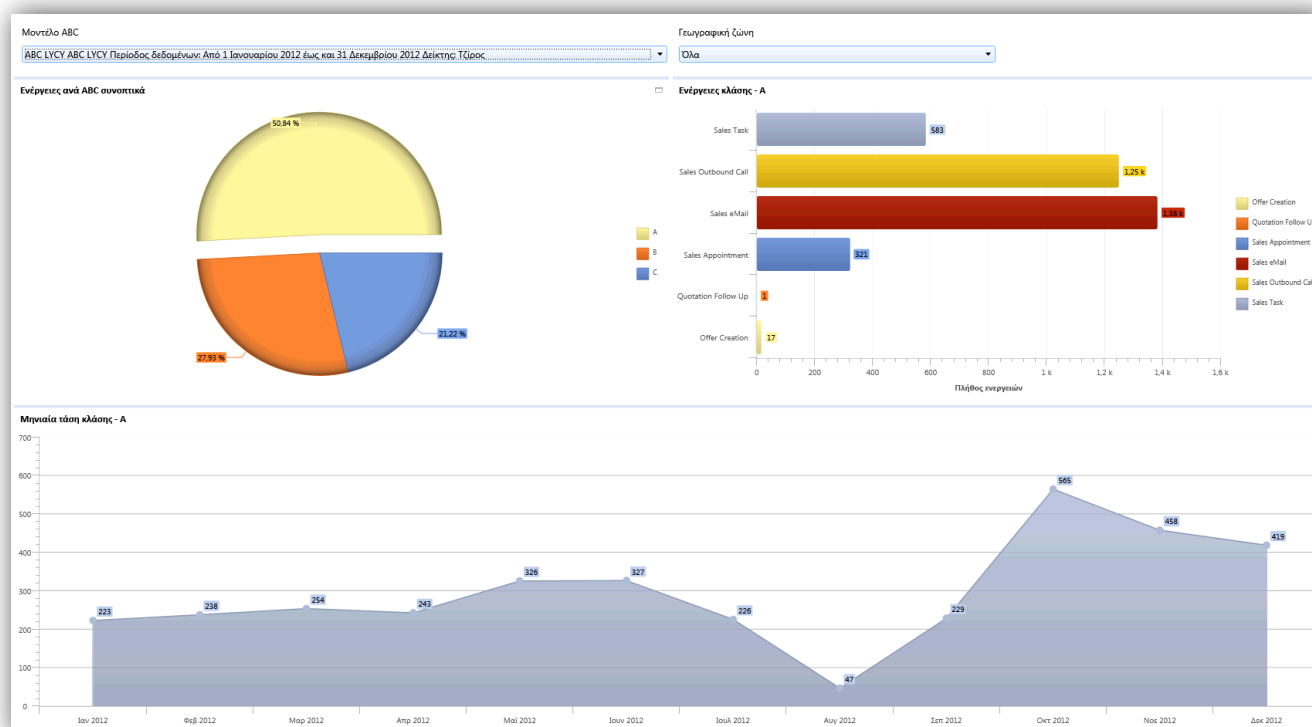 Μοντέλο ABC
ABC LYCY ABC LYCY Περίοδος δεδομένων: Από 1 Ιανουαρίου 2012 έως και 31 Δεκεμβρίου 2012 Δείκτης: Τζίρος
Γεωγραφική ζώνη
Όλα
Ενέργειες ανά ABC συνοπτικά
50,84 %
27,93 %
21,22 %
A
B
C
Ενέργειες κλάσης - A
Sales Task
583
Sales Outbound Call
1,25 k
Sales eMail
1,38 k
Sales Appointment
321
Quotation Follow Up
1
Offer Creation
17
0 200 400 600 800 1 k 1,2 k 1,4 k 1,6 k
Πλήθος ενεργειών
Offer Creation
Quotation Follow U
Sales Appointment
Sales eMail
Sales Outbound Cal
Sales Task
Μηνιαία τάση κλάσης - A
700
600
500
400
300
200
100
0
223 238 254 243 326 327 226 47 229 565 458 419
Ιαν 2012 Φεβ 2012 Μαρ 2012 Απρ 2012 Μαϊ 2012 Ιουν 2012 Ιουλ 2012 Αυγ 2012 Σεπ 2012 Οκτ 2012 Νοε 2012 Δεκ 2012